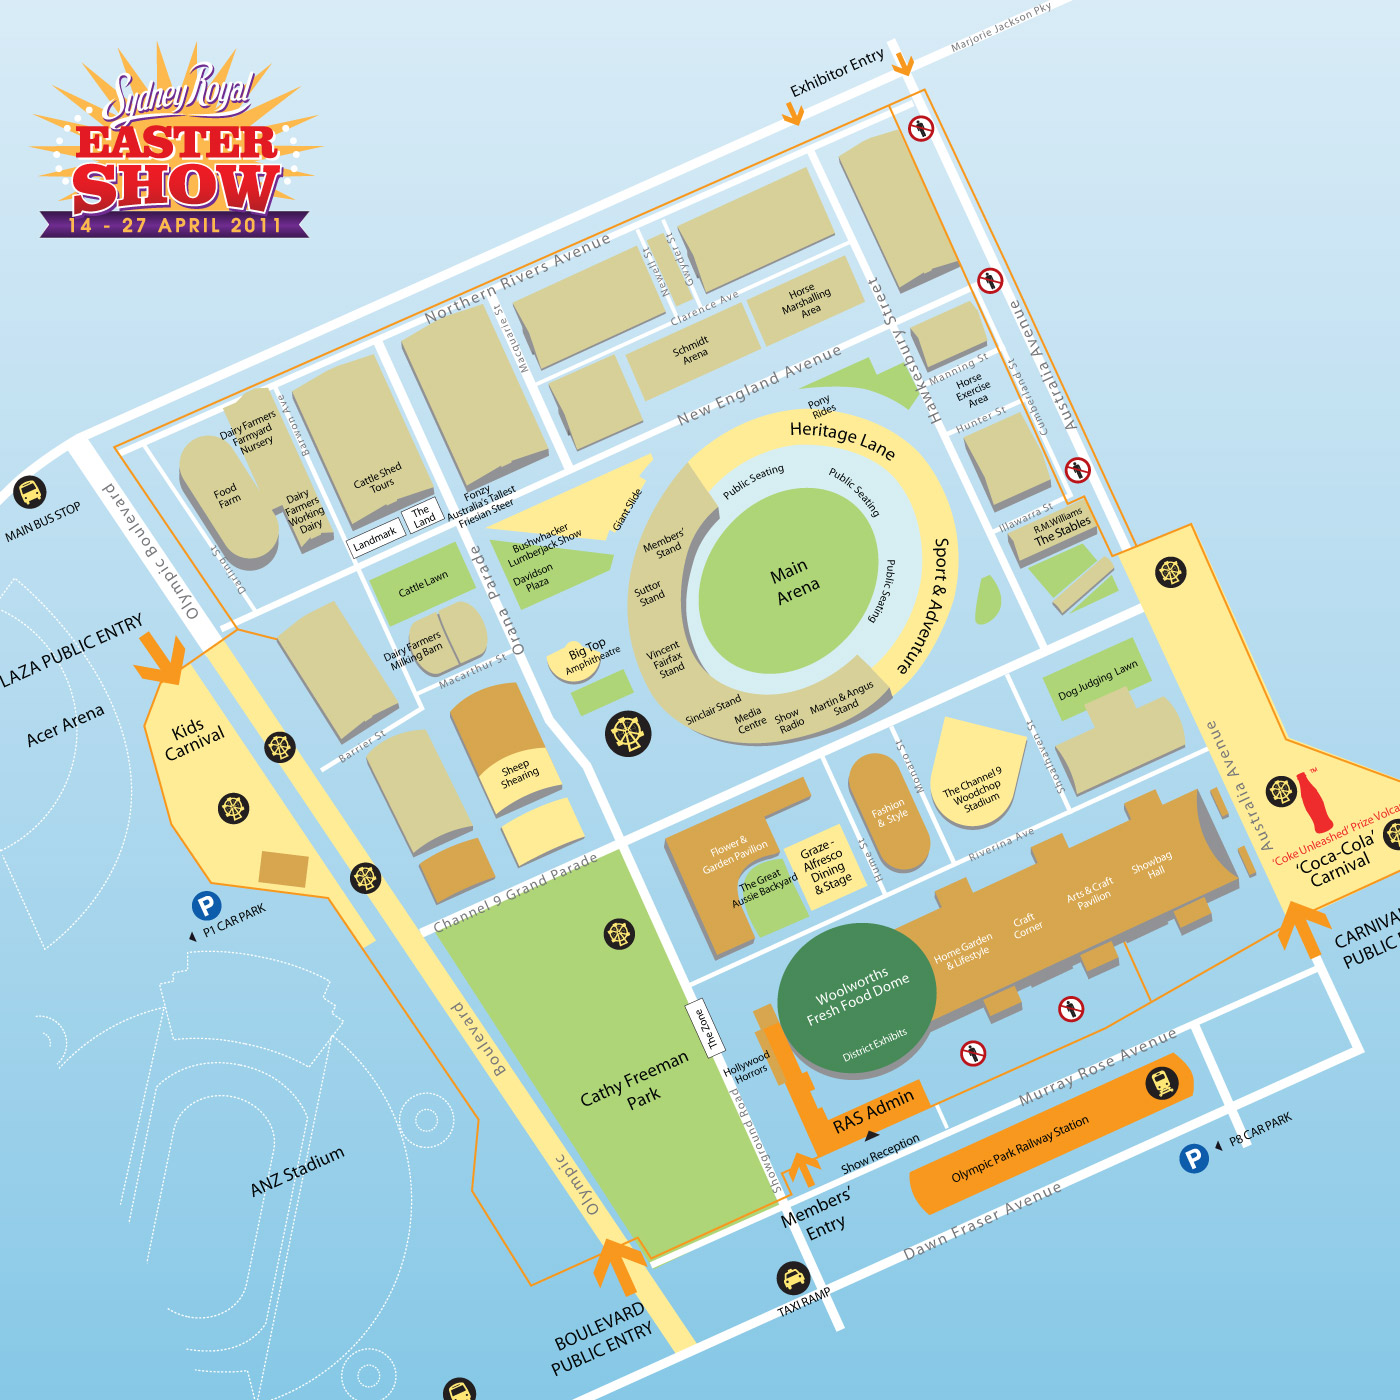 Sydney Royal
EASTER
SHOW
14 - 27 APRIL 2011
Marjorie Jackson Pky
Exhibitor Entry
Northern Rivers Avenue
Newell St
Gwyder St
Clarence Ave
Macquarie St
Horse
Marshalling
Area
Schmidt
Arena
New England Avenue
Hawkesbury Street
Australia Avenue
Manning St
Horse
Exercise
Area
Cumberland St
Hunter St
Illawarra St
R.M.Williams
The Stables
Pony
Rides
Heritage Lane
Public Seating
Public Seating
Public Seating
Sport & Adventure
Main
Arena
Members'
Stand
Suttor
Stand
Vincent
Fairfax
Stand
Sinclair Stand
Media
Centre
Show
Radio
Martin & Angus
Stand
Dairy Farmers
Farmyard
Nursery
Barwon Ave
Food
Farm
Dairy
Farmers
Working
Dairy
Cattle Shed
Tours
Landmark
The
Land
Fonzy
Australia's Tallest
Friesian Steer
Giant Slide
Bushwhacker
Lumberjack Show
Davidson
Plaza
MAIN BUS STOP
Olympic Boulevard
Darling St
Cattle Lawn
Orana Parade
Dairy Farmers
Milking Barn
Macarthur St
Big Top
Amphitheatre
LAZA PUBLIC ENTRY
Acer Arena
Kids
Carnival
Barrier St
Sheep
Shearing
P
P1 CAR PARK
Channel 9 Grand Parade
Flower &
Garden Pavilion
The Great
Aussie Backyard
Graze -
Alfresco
Dining
& Stage
Hume St
Fashion
& Style
Monaro St
The Channel 9
Woodchop
Stadium
Shoalhaven St
Dog Judging Lawn
Riverina Ave
Australia Avenue
TM
'Coke Unleashed' Prize Volca
'Coca-Cola'
Carnival
CARNIVA
PUBLIC
Showbag
Hall
Arts & Craft
Pavilion
Craft
Corner
Home Garden
& Lifestyle
Woolworths
Fresh Food Dome
District Exhibits
The Zone
Hollywood
Horrors
Showground Road
Cathy Freeman
Park
RAS Admin
Show Reception
Murray Rose Avenue
Olympic Park Railway Station
P
P8 CAR PARK
Dawn Fraser Avenue
Members'
Entry
TAXI RAMP
ANZ Stadium
Boulevard
Olympic
BOULEVARD
PUBLIC ENTRY